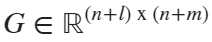 G ∈ ℝ^(n+l) x (n+m)